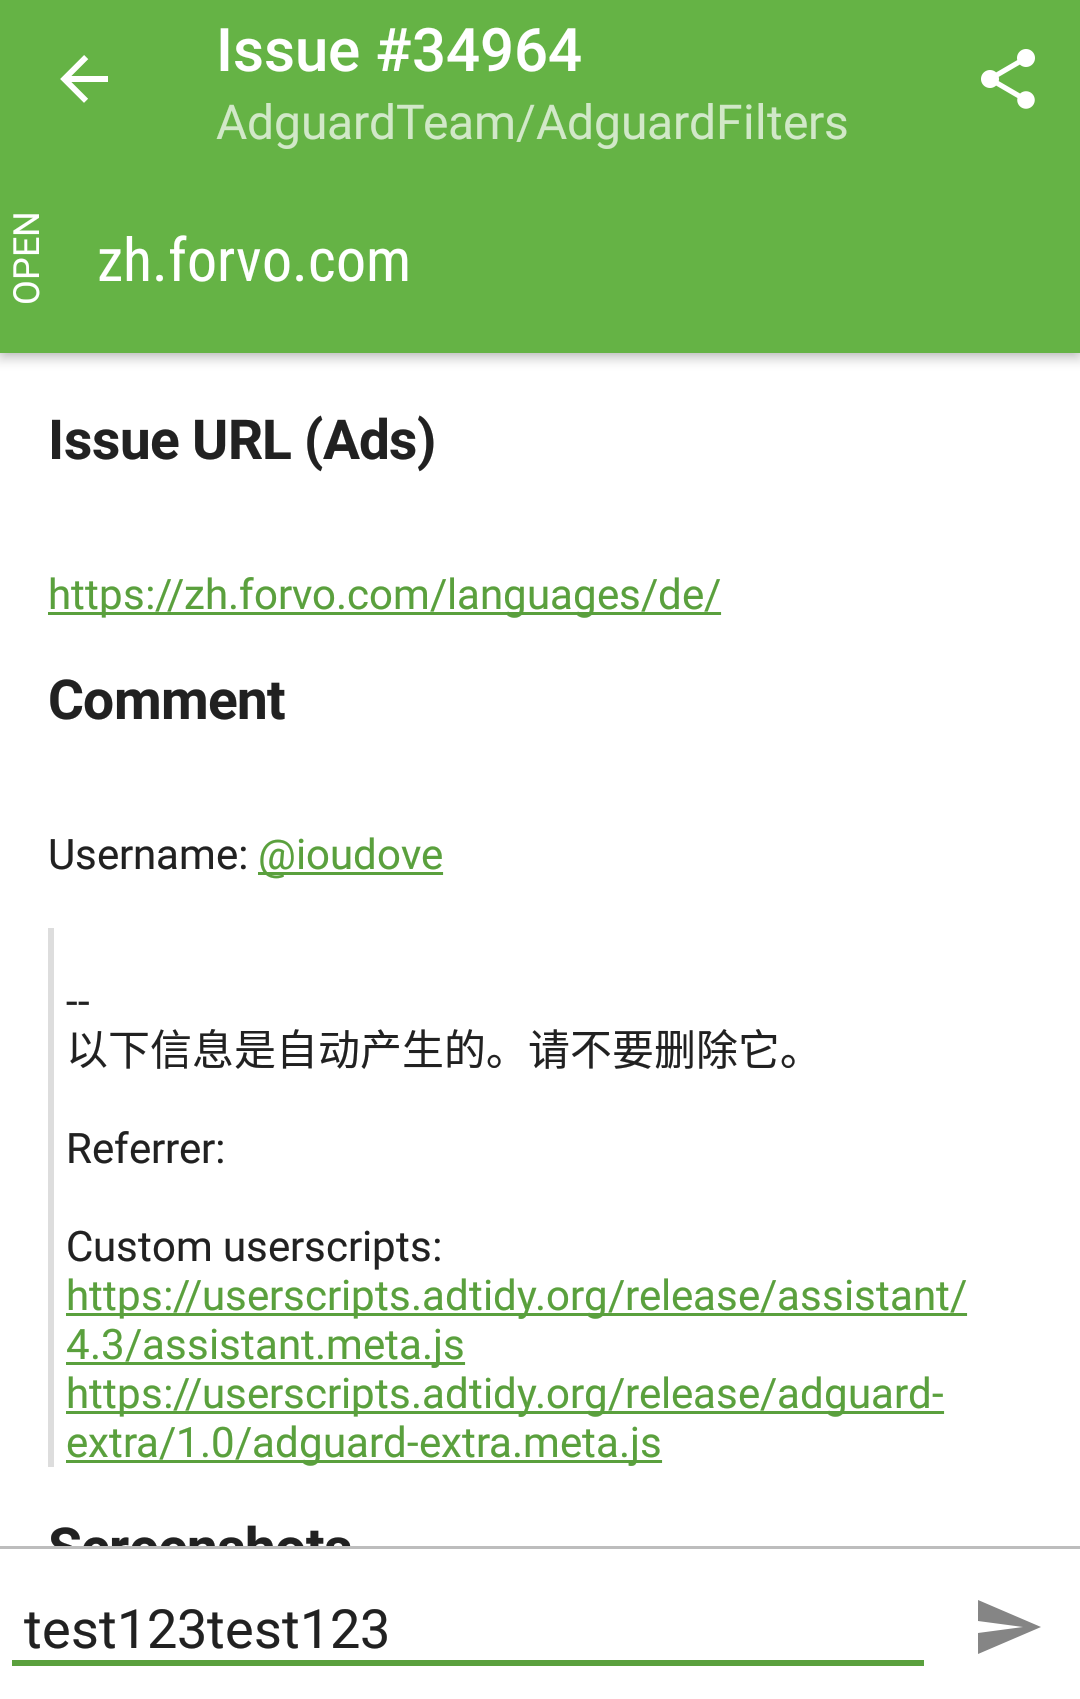 Issue #34964
AdguardTeam/AdguardFilters
OPEN
zh.forvo.com
Issue URL (Ads)
https://zh.forvo.com/languages/de/
Comment
Username: @ioudove
--
以下信息是自动产生的。请不要删除它。
Referrer:
Custom userscripts:
https://userscripts.adtidy.org/release/assistant/
4.3/assistant.meta.js
https://userscripts.adtidy.org/release/adguard-
extra/1.0/adguard-extra.meta.js
Screenshots
test123test123